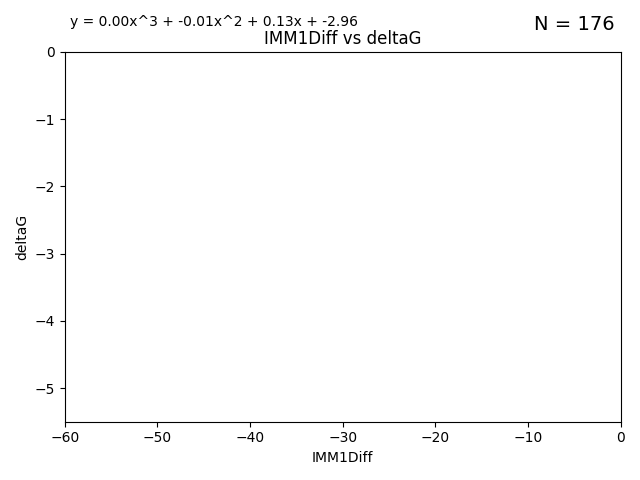 y = 0.00x^3 + -0.01x^2 + 0.13x + -2.96
N = 176
IMM1Diff vs deltaG
0
−1
−2
−3
−4
−5
deltaG
−60 −50 −40 −30 −20 −10 0
IMM1Diff